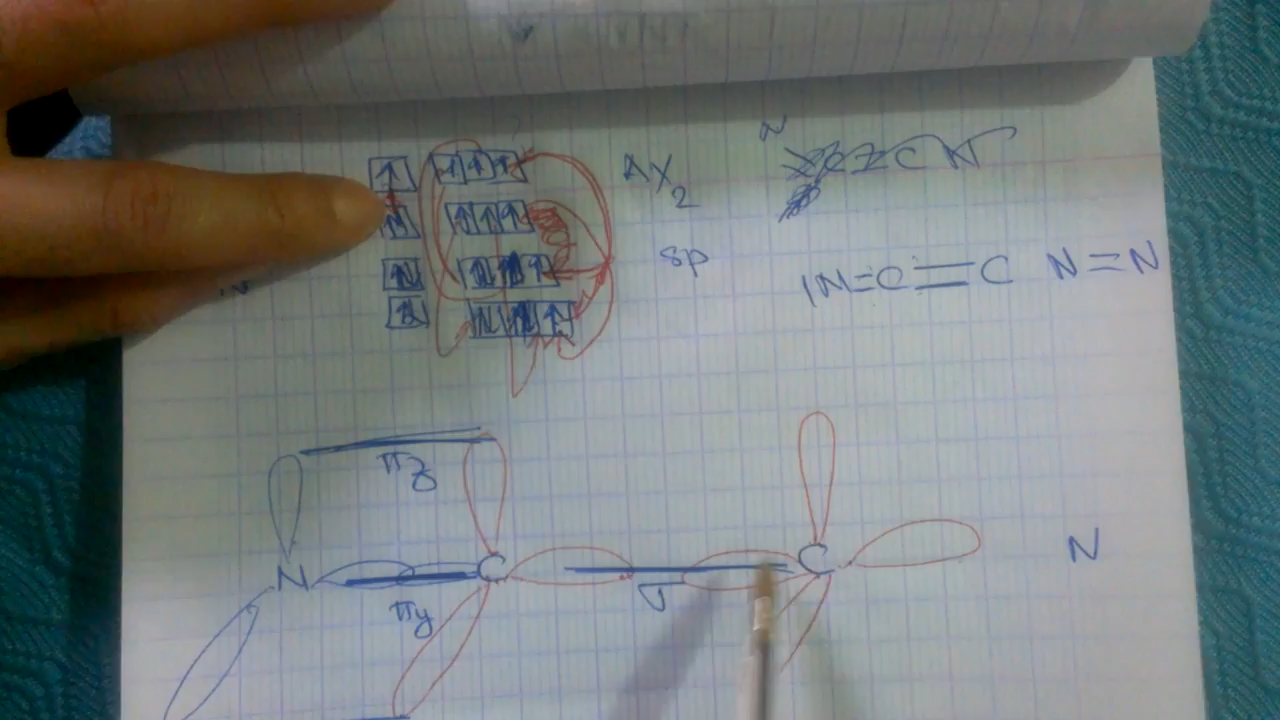 AX₂
sp
|N≡C=C N=N
πz
N C C N
πy σ